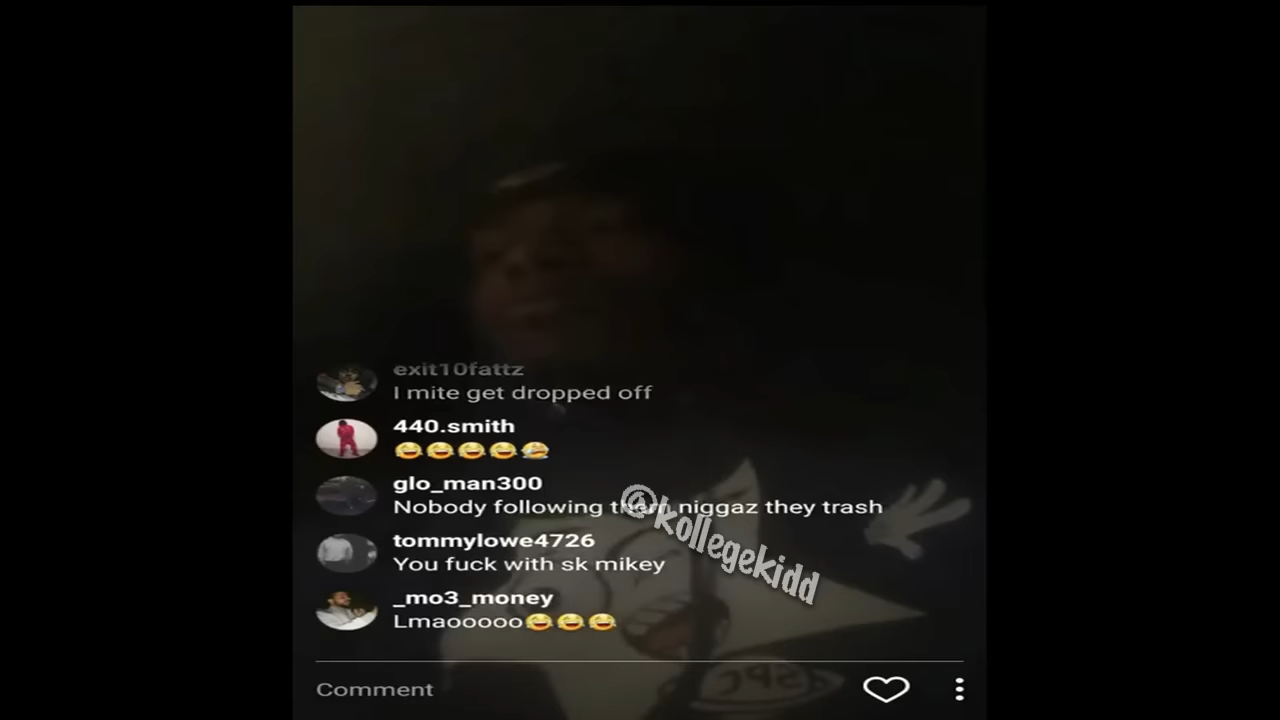 exit10fattz
I mite get dropped off
440.smith
😂😂😂😂😭
glo_man300
Nobody following them niggaz they trash
tommylowe4726
You fuck with sk mikey
_mo3_money
Lmaooooo😂😂😂
@kollegekidd
Comment